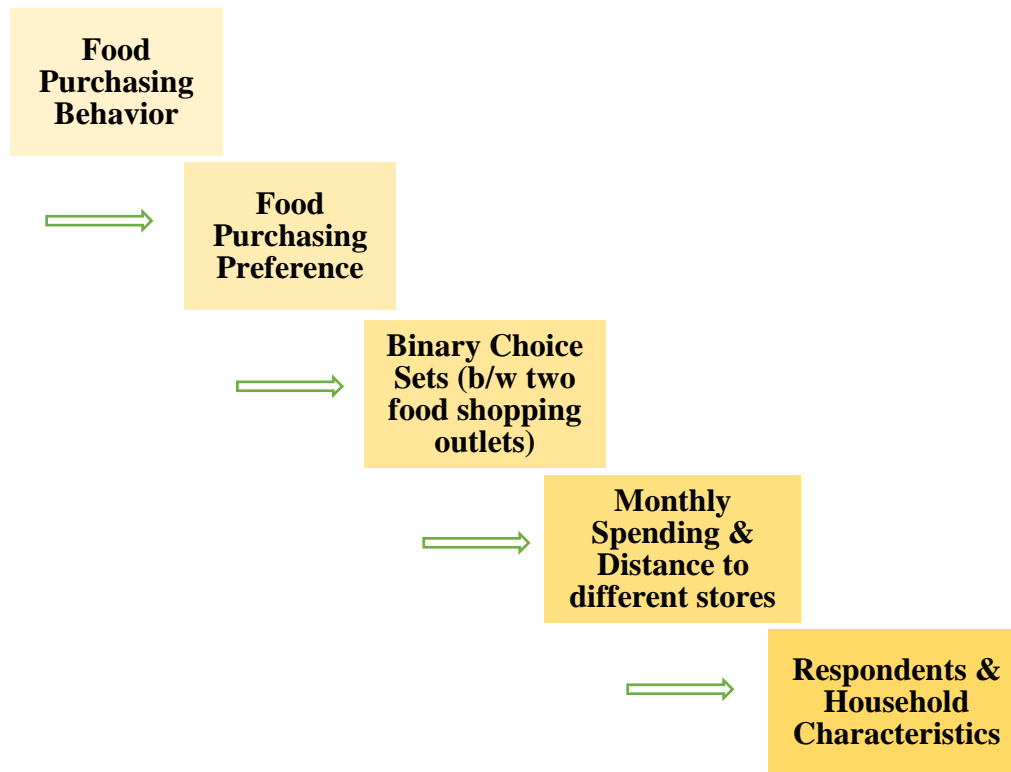 Food
Purchasing
Behavior
Food
Purchasing
Preference
Binary Choice
Sets (b/w two
food shopping
outlets)
Monthly
Spending &
Distance to
different stores
Respondents &
Household
Characteristics